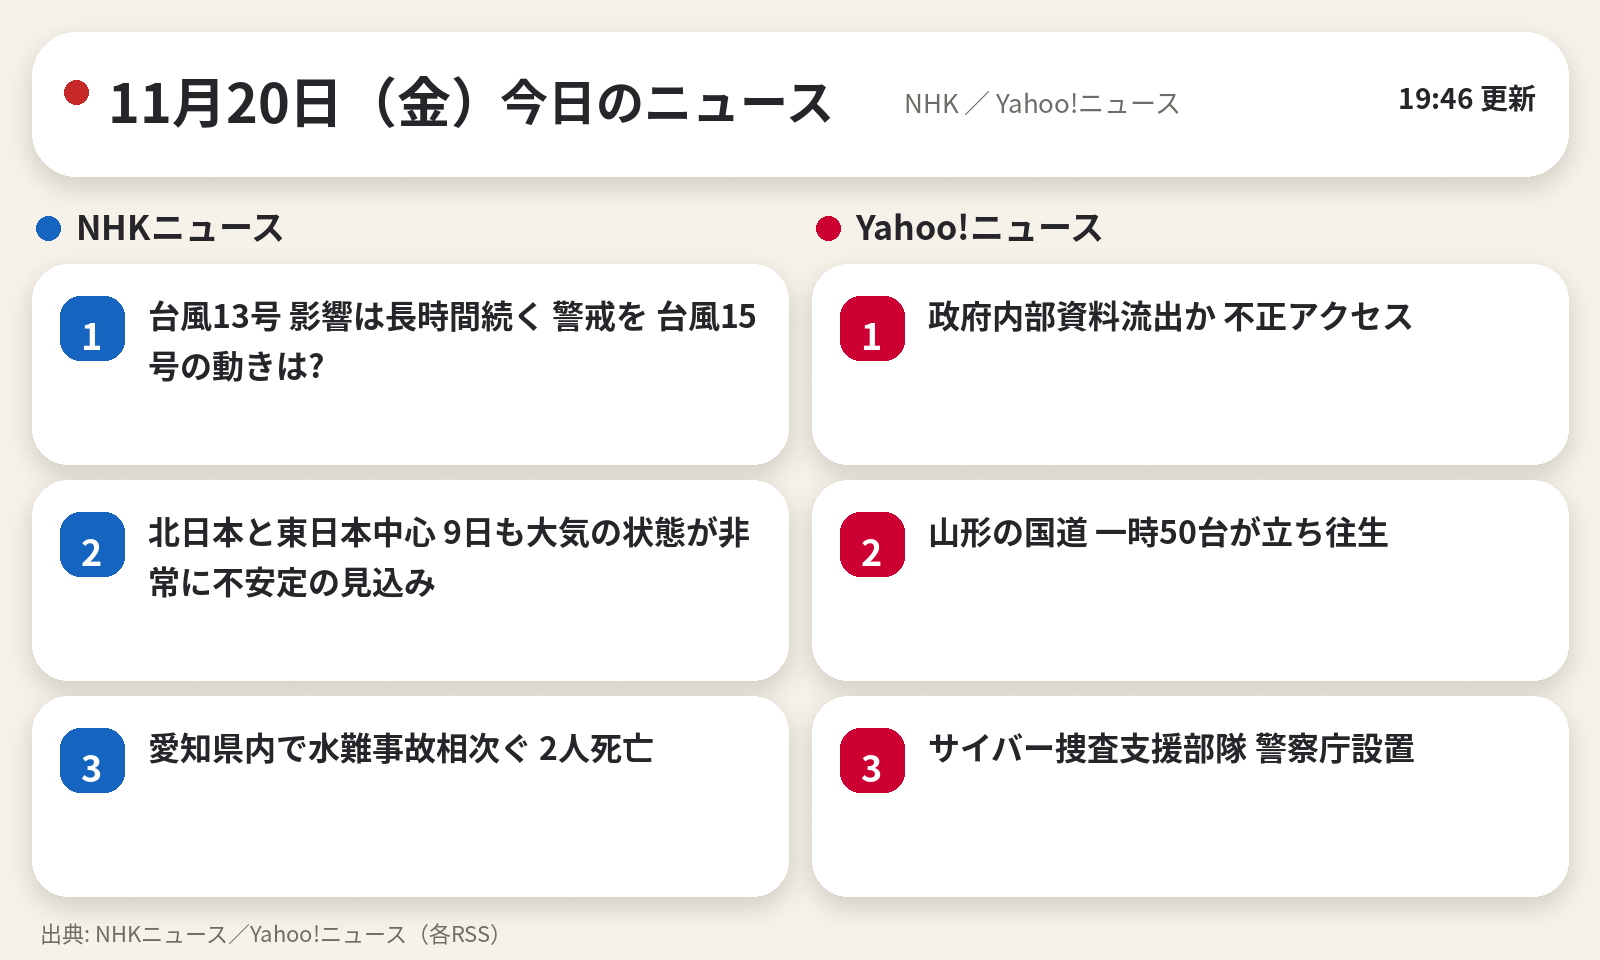 11月20日（金）今日のニュース
NHK ／ Yahoo!ニュース
19:46 更新
NHKニュース
1
台風13号 影響は長時間続く 警戒を 台風15
号の動きは?
2
北日本と東日本中心 9日も大気の状態が非
常に不安定の見込み
3
愛知県内で水難事故相次ぐ 2人死亡
Yahoo!ニュース
1
政府内部資料流出か 不正アクセス
2
山形の国道 一時50台が立ち往生
3
サイバー捜査支援部隊 警察庁設置
出典: NHKニュース／Yahoo!ニュース（各RSS）